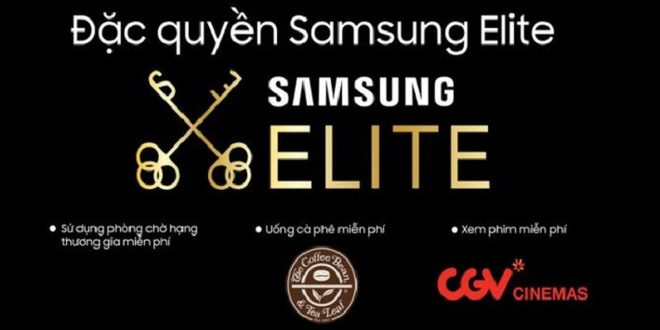 Đặc quyền Samsung Elite
SAMSUNG
ELITE
Sử dụng phòng chờ hạng
thương gia miễn phí
Uống cà phê miễn phí
The Coffee Bean
& Tea Leaf
Xem phim miễn phí
CGV*
CINEMAS